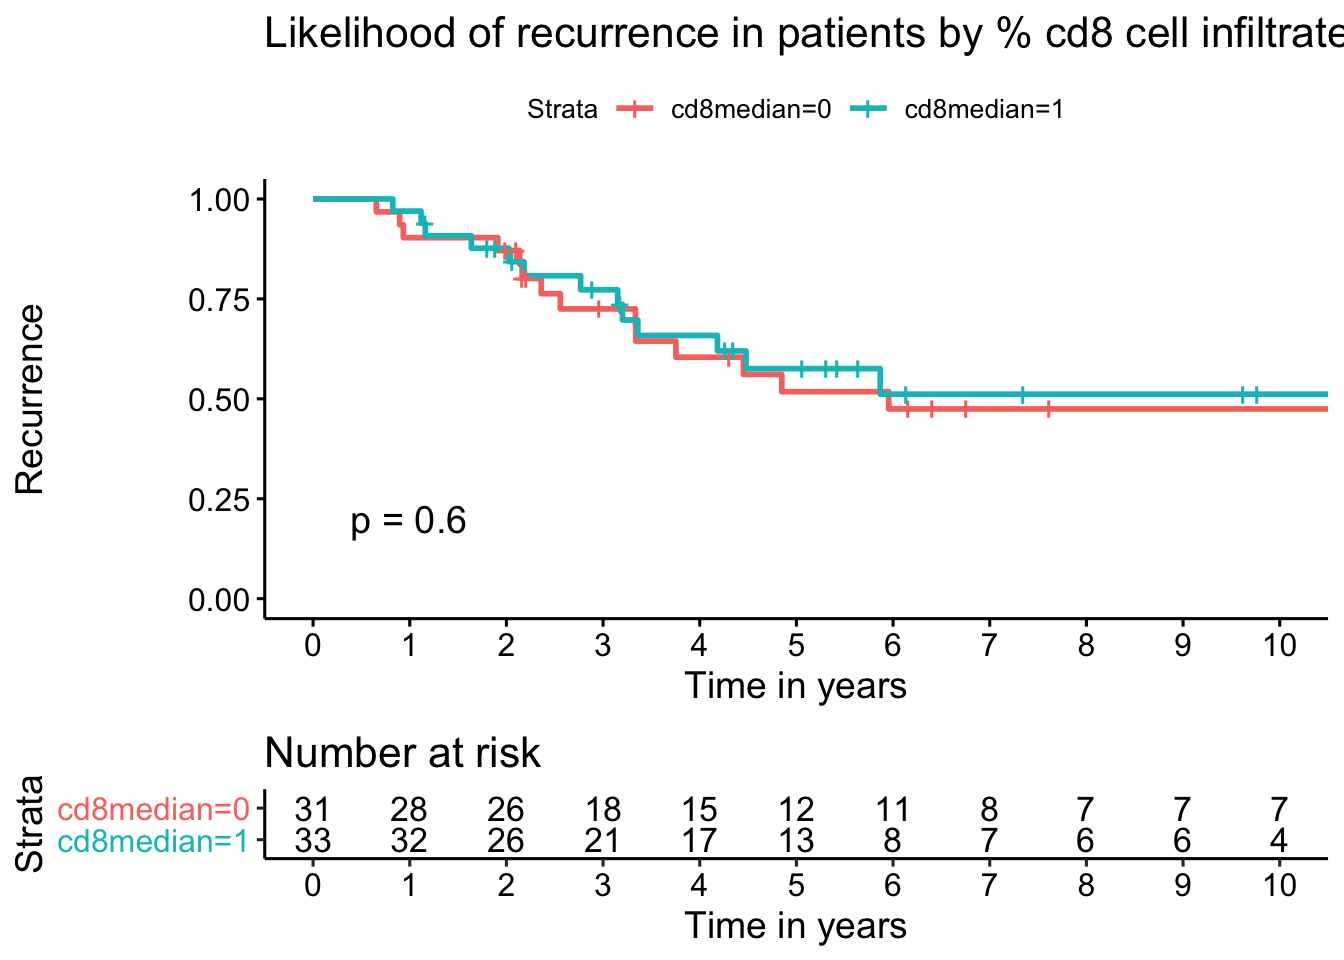 Likelihood of recurrence in patients by % cd8 cell infiltrate
Strata cd8median=0 cd8median=1
Recurrence
1.00
0.75
0.50
0.25
0.00
p = 0.6
0 1 2 3 4 5 6 7 8 9 10
Time in years
Number at risk
Strata
cd8median=0 31 28 26 18 15 12 11 8 7 7 7
cd8median=1 33 32 26 21 17 13 8 7 6 6 4
0 1 2 3 4 5 6 7 8 9 10
Time in years